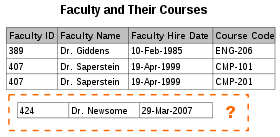 Faculty and Their Courses
Faculty ID Faculty Name Faculty Hire Date Course Code
389 Dr. Giddens 10-Feb-1985 ENG-206
407 Dr. Saperstein 19-Apr-1999 CMP-101
407 Dr. Saperstein 19-Apr-1999 CMP-201
424 Dr. Newsome 29-Mar-2007 ?